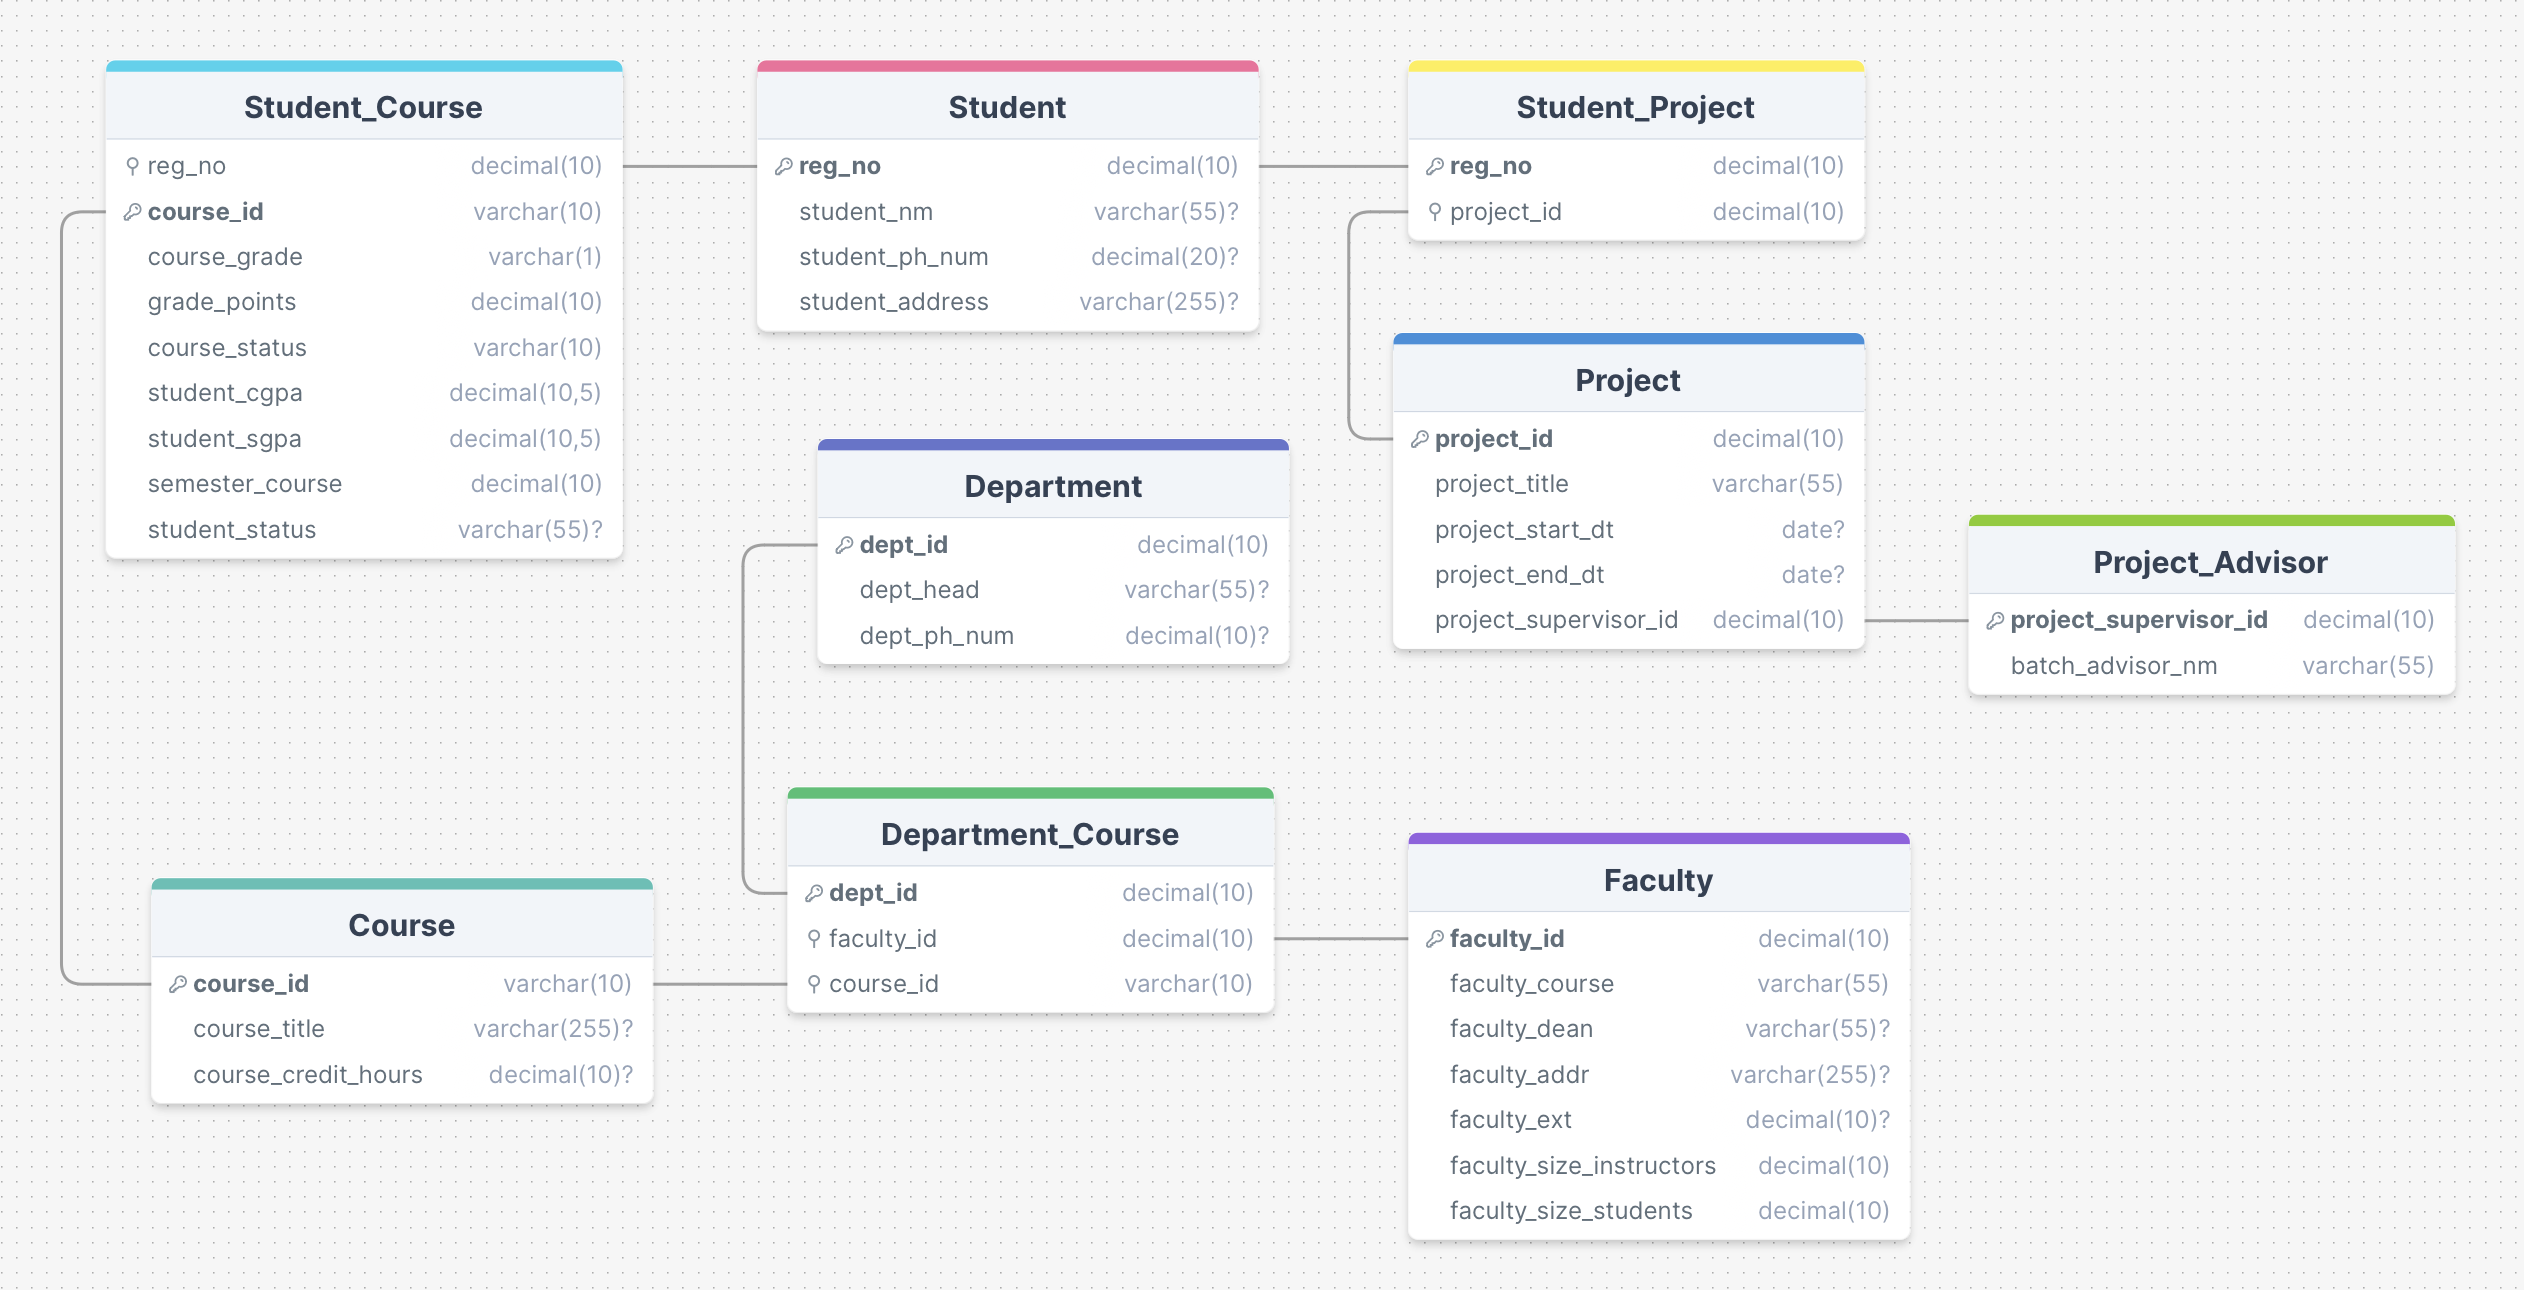 Student_Course
reg_no decimal(10)
course_id varchar(10)
course_grade varchar(1)
grade_points decimal(10)
course_status varchar(10)
student_cgpa decimal(10,5)
student_sgpa decimal(10,5)
semester_course decimal(10)
student_status varchar(55)?
Student
reg_no decimal(10)
student_nm varchar(55)?
student_ph_num decimal(20)?
student_address varchar(255)?
Student_Project
reg_no decimal(10)
project_id decimal(10)
Project
project_id decimal(10)
project_title varchar(55)
project_start_dt date?
project_end_dt date?
project_supervisor_id decimal(10)
Department
dept_id decimal(10)
dept_head varchar(55)?
dept_ph_num decimal(10)?
Project_Advisor
project_supervisor_id decimal(10)
batch_advisor_nm varchar(55)
Department_Course
dept_id decimal(10)
faculty_id decimal(10)
course_id varchar(10)
Faculty
faculty_id decimal(10)
faculty_course varchar(55)
faculty_dean varchar(55)?
faculty_addr varchar(255)?
faculty_ext decimal(10)?
faculty_size_instructors decimal(10)
faculty_size_students decimal(10)
Course
course_id varchar(10)
course_title varchar(255)?
course_credit_hours decimal(10)?